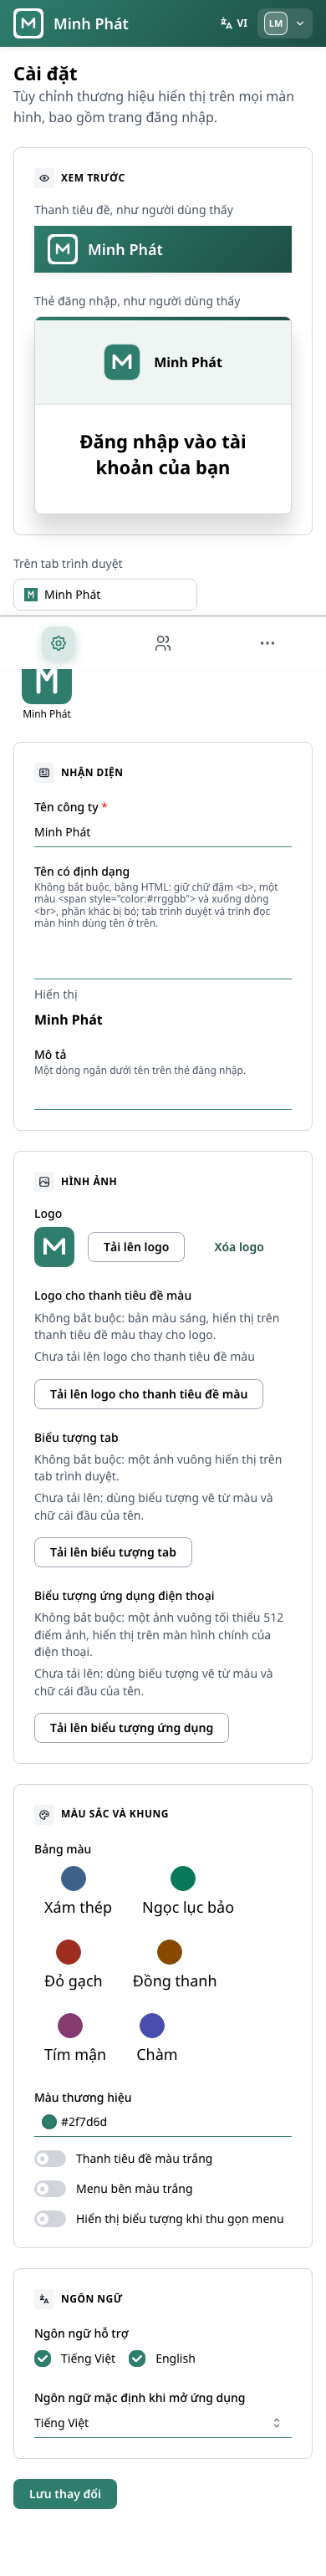 Minh Phát
VI
LM
Cài đặt
Tùy chỉnh thương hiệu hiển thị trên mọi màn
hình, bao gồm trang đăng nhập.
XEM TRƯỚC
Thanh tiêu đề, như người dùng thấy
Minh Phát
Thẻ đăng nhập, như người dùng thấy
Minh Phát
Đăng nhập vào tài
khoản của bạn
Trên tab trình duyệt
Minh Phát
Minh Phát
NHẬN DIỆN
Tên công ty *
Minh Phát
Tên có định dạng
Không bắt buộc, bằng HTML: giữ chữ đậm <b>, một
màu <span style="color:#rrggbb"> và xuống dòng
<br>, phần khác bị bỏ; tab trình duyệt và trình đọc
màn hình dùng tên ở trên.
Hiển thị
Minh Phát
Mô tả
Một dòng ngắn dưới tên trên thẻ đăng nhập.
HÌNH ẢNH
Logo
Tải lên logo
Xóa logo
Logo cho thanh tiêu đề màu
Không bắt buộc: bản màu sáng, hiển thị trên
thanh tiêu đề màu thay cho logo.
Chưa tải lên logo cho thanh tiêu đề màu
Tải lên logo cho thanh tiêu đề màu
Biểu tượng tab
Không bắt buộc: một ảnh vuông hiển thị trên
tab trình duyệt.
Chưa tải lên: dùng biểu tượng vẽ từ màu và
chữ cái đầu của tên.
Tải lên biểu tượng tab
Biểu tượng ứng dụng điện thoại
Không bắt buộc: một ảnh vuông tối thiểu 512
điểm ảnh, hiển thị trên màn hình chính của
điện thoại.
Chưa tải lên: dùng biểu tượng vẽ từ màu và
chữ cái đầu của tên.
Tải lên biểu tượng ứng dụng
MÀU SẮC VÀ KHUNG
Bảng màu
Xám thép
Ngọc lục bảo
Đỏ gạch
Đồng thanh
Tím mận
Chàm
Màu thương hiệu
#2f7d6d
Thanh tiêu đề màu trắng
Menu bên màu trắng
Hiển thị biểu tượng khi thu gọn menu
NGÔN NGỮ
Ngôn ngữ hỗ trợ
Tiếng Việt
English
Ngôn ngữ mặc định khi mở ứng dụng
Tiếng Việt
Lưu thay đổi